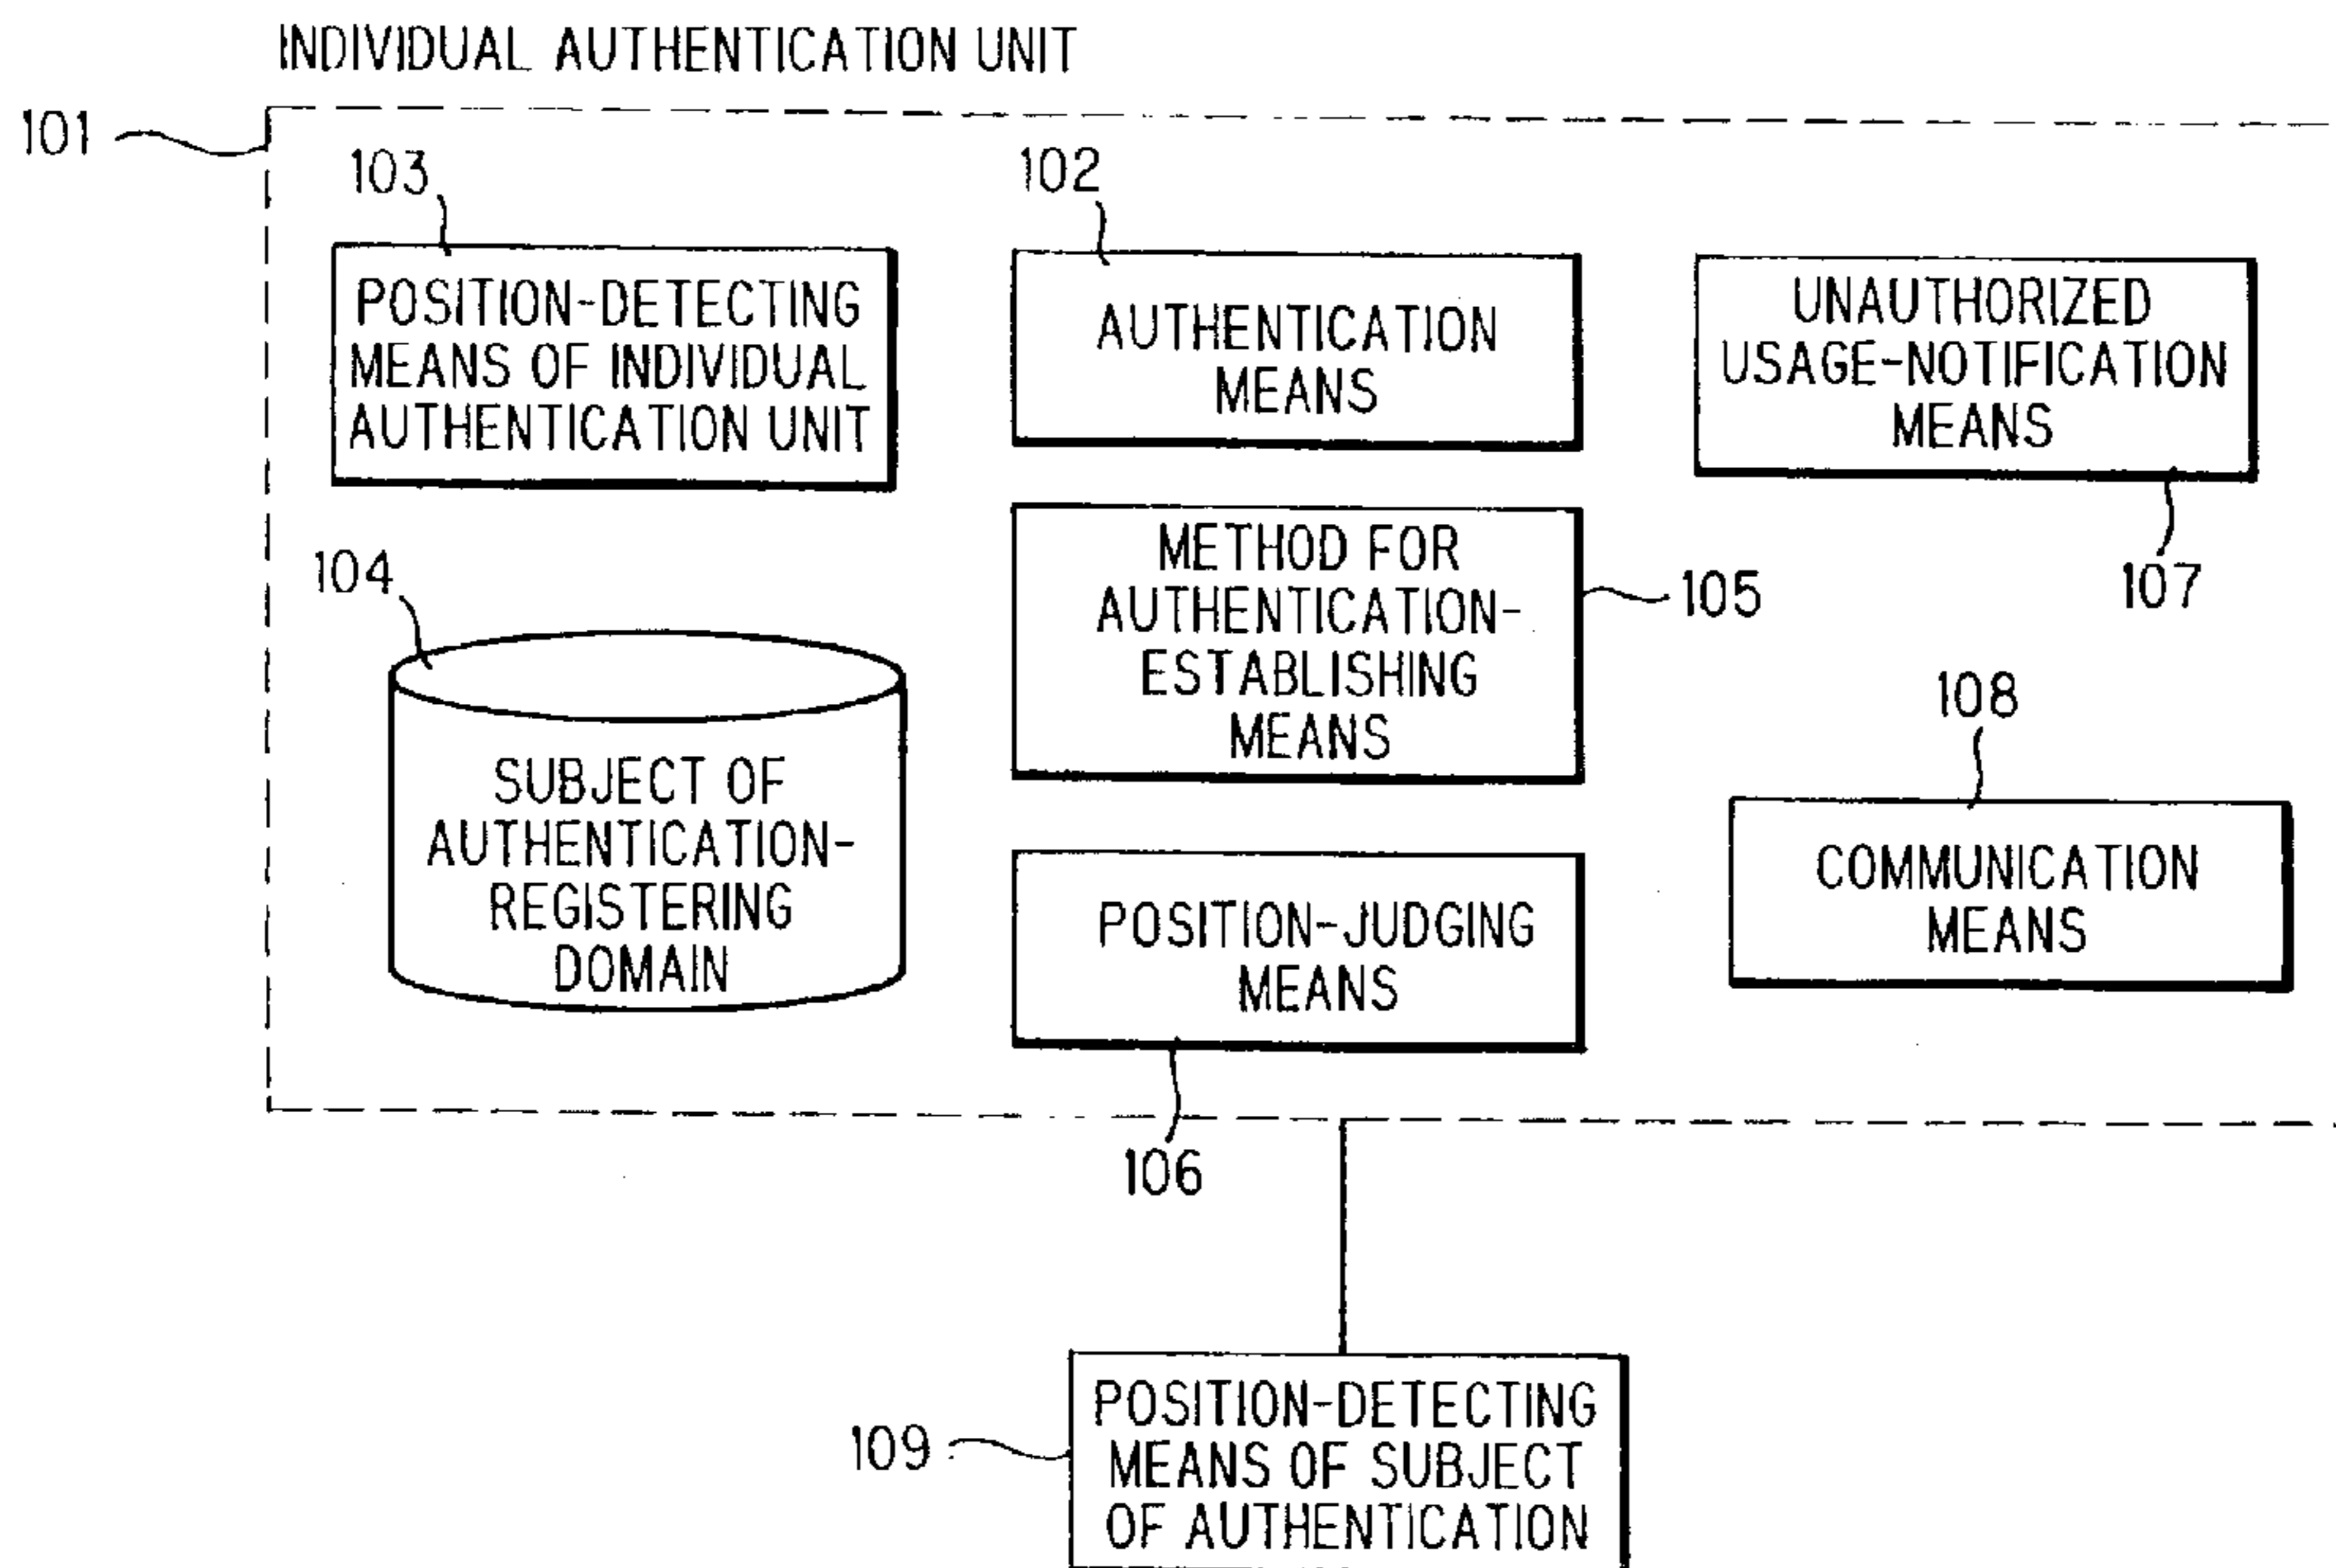 INDIVIDUAL AUTHENTICATION UNIT
101
103
POSITION-DETECTING
MEANS OF INDIVIDUAL
AUTHENTICATION UNIT
102
AUTHENTICATION
MEANS
UNAUTHORIZED
USAGE-NOTIFICATION
MEANS
107
104
SUBJECT OF
AUTHENTICATION-
REGISTERING
DOMAIN
METHOD FOR
AUTHENTICATION-
ESTABLISHING
MEANS
105
108
COMMUNICATION
MEANS
POSITION-JUDGING
MEANS
106
109
POSITION-DETECTING
MEANS OF SUBJECT
OF AUTHENTICATION